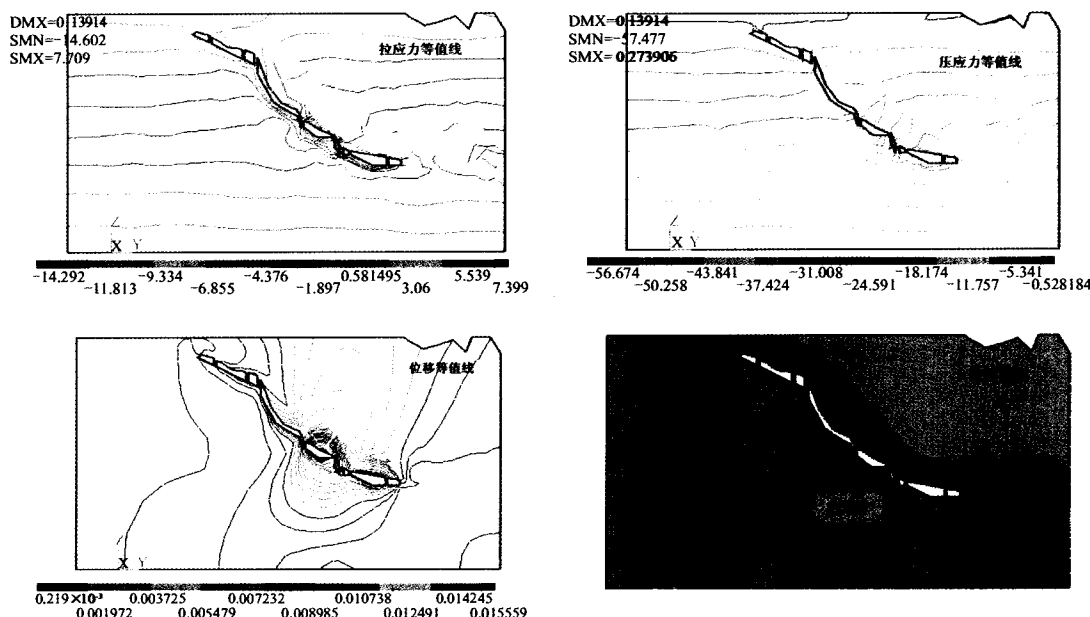 DMX=0.13914
SMN=-14.602
SMX=7.709
拉应力等值线
Z
X Y
-14.292 -9.334 -4.376 0.581495 5.539
-11.813 -6.855 -1.897 3.06 7.399
DMX=0.13914
SMN=-57.477
SMX=0.273906
压应力等值线
Z
X Y
-56.674 -43.841 -31.008 -18.174 -5.341
-50.258 -37.424 -24.591 -11.757 -0.528184
位移等值线
X Y
0.219×10⁻³ 0.003725 0.007232 0.010738 0.014245
0.001972 0.005479 0.008985 0.012491 0.015559